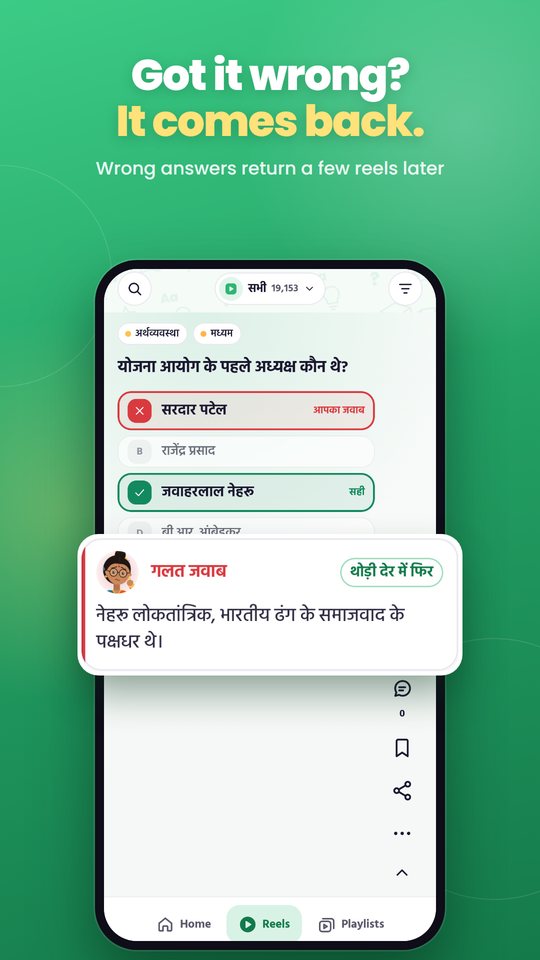 Got it wrong?
It comes back.
Wrong answers return a few reels later
सभी 19,153
अर्थव्यवस्था मध्यम
योजना आयोग के पहले अध्यक्ष कौन थे?
सरदार पटेल आपका जवाब
B राजेंद्र प्रसाद
जवाहरलाल नेहरू सही
D बी.आर. आंबेडकर
गलत जवाब थोड़ी देर में फिर
नेहरू लोकतांत्रिक, भारतीय ढंग के समाजवाद के
पक्षधर थे।
0
Home Reels Playlists